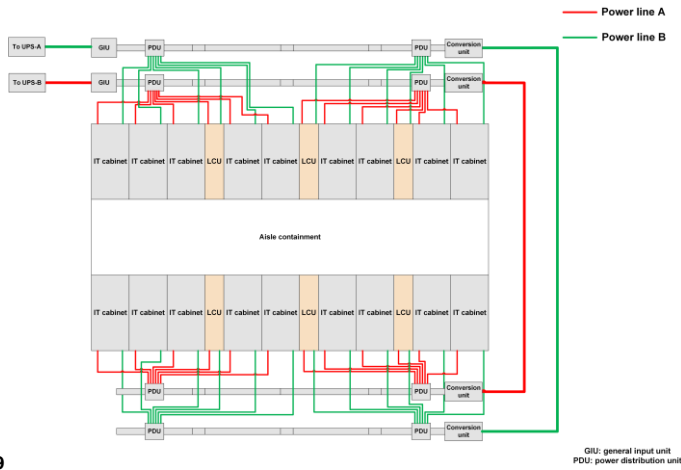 Power line A
Power line B
To UPS-A
GIU
PDU
PDU
Conversion
unit
To UPS-B
GIU
PDU
PDU
Conversion
unit
IT cabinet IT cabinet IT cabinet LCU IT cabinet IT cabinet LCU IT cabinet IT cabinet LCU IT cabinet IT cabinet
Aisle containment
IT cabinet IT cabinet IT cabinet LCU IT cabinet IT cabinet LCU IT cabinet IT cabinet LCU IT cabinet IT cabinet
PDU
PDU
Conversion
unit
PDU
PDU
Conversion
unit
GIU: general input unit
PDU: power distribution unit
9